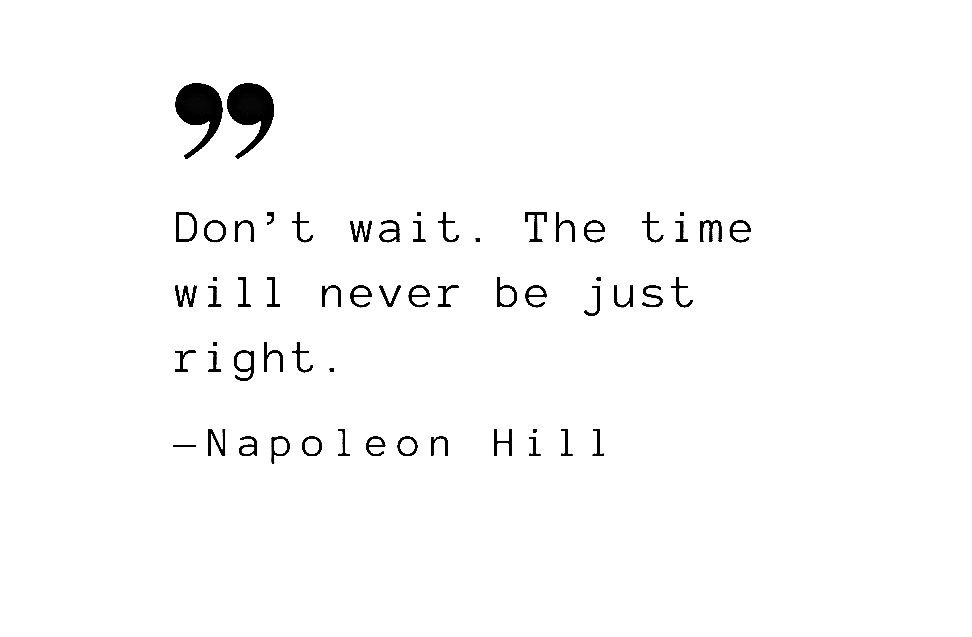 ”
Don’t wait. The time
will never be just
right.
–Napoleon Hill